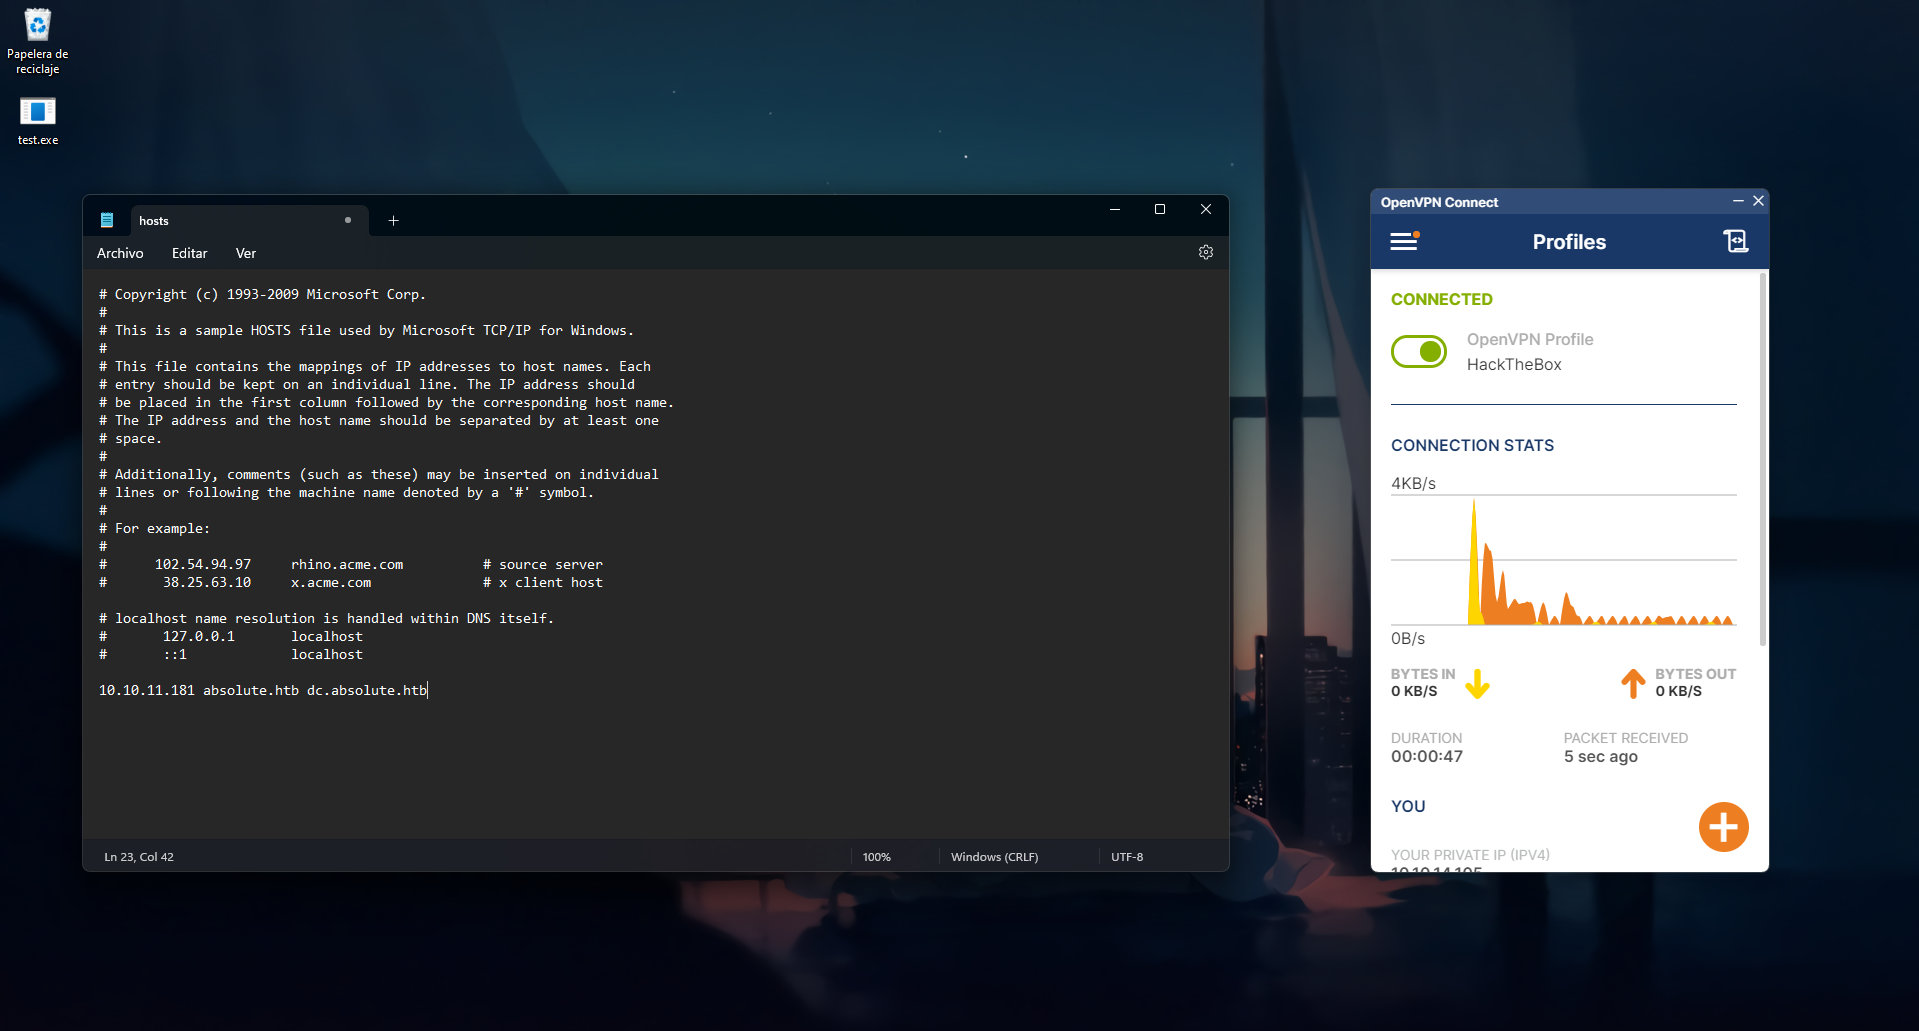 Papelera de
reciclaje
test.exe
hosts
Archivo Editar Ver
# Copyright (c) 1993-2009 Microsoft Corp.
#
# This is a sample HOSTS file used by Microsoft TCP/IP for Windows.
#
# This file contains the mappings of IP addresses to host names. Each
# entry should be kept on an individual line. The IP address should
# be placed in the first column followed by the corresponding host name.
# The IP address and the host name should be separated by at least one
# space.
#
# Additionally, comments (such as these) may be inserted on individual
# lines or following the machine name denoted by a '#' symbol.
#
# For example:
#
#      102.54.94.97     rhino.acme.com          # source server
#       38.25.63.10     x.acme.com              # x client host
# localhost name resolution is handled within DNS itself.
#       127.0.0.1       localhost
#       ::1             localhost
10.10.11.181 absolute.htb dc.absolute.htb
Ln 23, Col 42
100%
Windows (CRLF)
UTF-8
OpenVPN Connect
Profiles
CONNECTED
OpenVPN Profile
HackTheBox
CONNECTION STATS
4KB/s
0B/s
BYTES IN
0 KB/S
BYTES OUT
0 KB/S
DURATION
00:00:47
PACKET RECEIVED
5 sec ago
YOU
YOUR PRIVATE IP (IPV4)